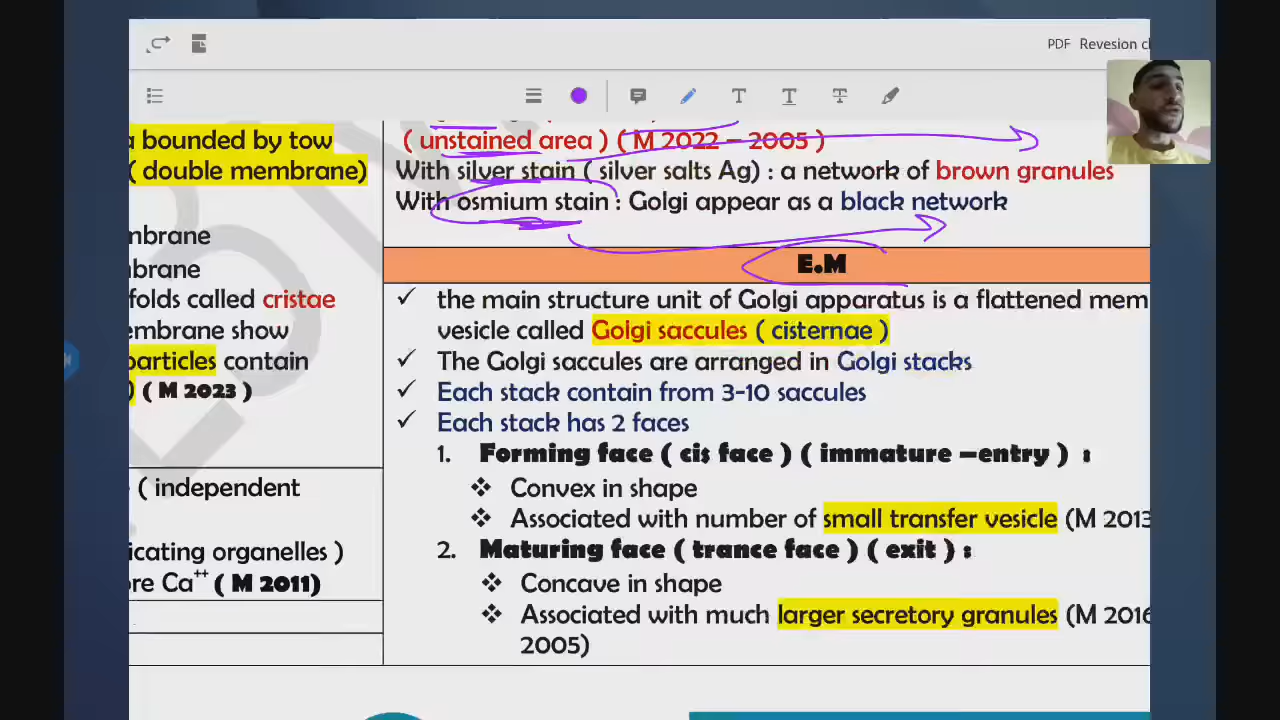 PDF Revesion
a bounded by tow
( double membrane)
mbrane
folds called cristae
embrane show
particles contain
( M 2023 )
( independent
icating organelles )
ore Ca++ ( M 2011)
( unstained area ) ( M 2022 – 2005 )
With silver stain ( silver salts Ag) : a network of brown granules
With osmium stain : Golgi appear as a black network
E.M
✓ the main structure unit of Golgi apparatus is a flattened mem
vesicle called Golgi saccules ( cisternae )
✓ The Golgi saccules are arranged in Golgi stacks
✓ Each stack contain from 3-10 saccules
✓ Each stack has 2 faces
1. Forming face ( cis face ) ( immature –entry ) :
❖ Convex in shape
❖ Associated with number of small transfer vesicle (M 2013
2. Maturing face ( trance face ) ( exit ) :
❖ Concave in shape
❖ Associated with much larger secretory granules (M 2016
2005)